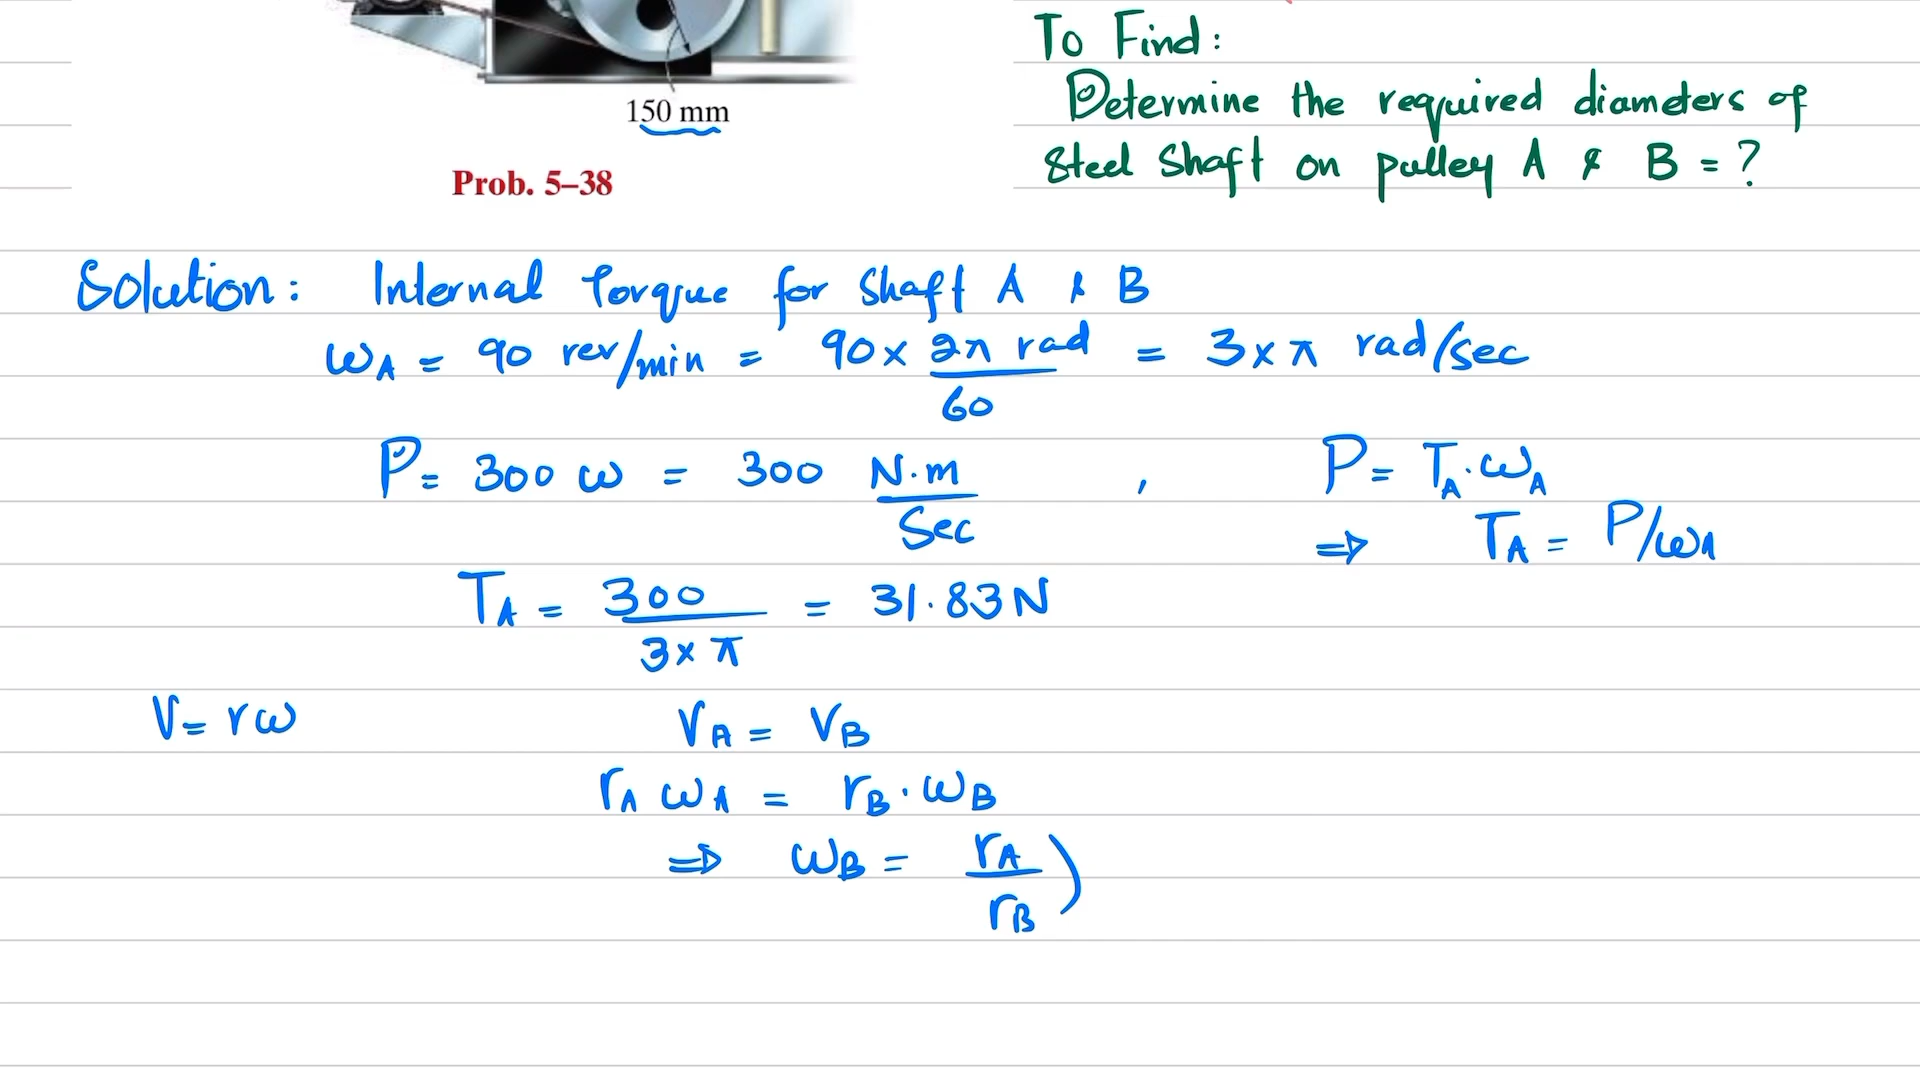 To Find:
Determine the required diameters of
Steel Shaft on pulley A & B = ?
150 mm
Prob. 5–38
Solution: Internal Torque for Shaft A & B
ωA = 90 rev/min = 90 × 2π rad / 60 = 3 × π rad/sec
P = 300 W = 300 N·m / Sec , P = TA·ωA
⇒ TA = P/ωA
TA = 300 / 3 × π = 31.83 N
V = rω VA = VB
rA ωA = rB·ωB
⇒ ωB = rA / rB )